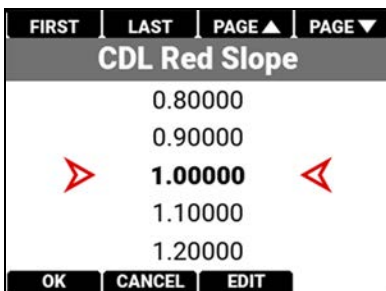 FIRST LAST PAGE▲ PAGE▼
CDL Red Slope
0.80000
0.90000
1.00000
1.10000
1.20000
OK CANCEL EDIT